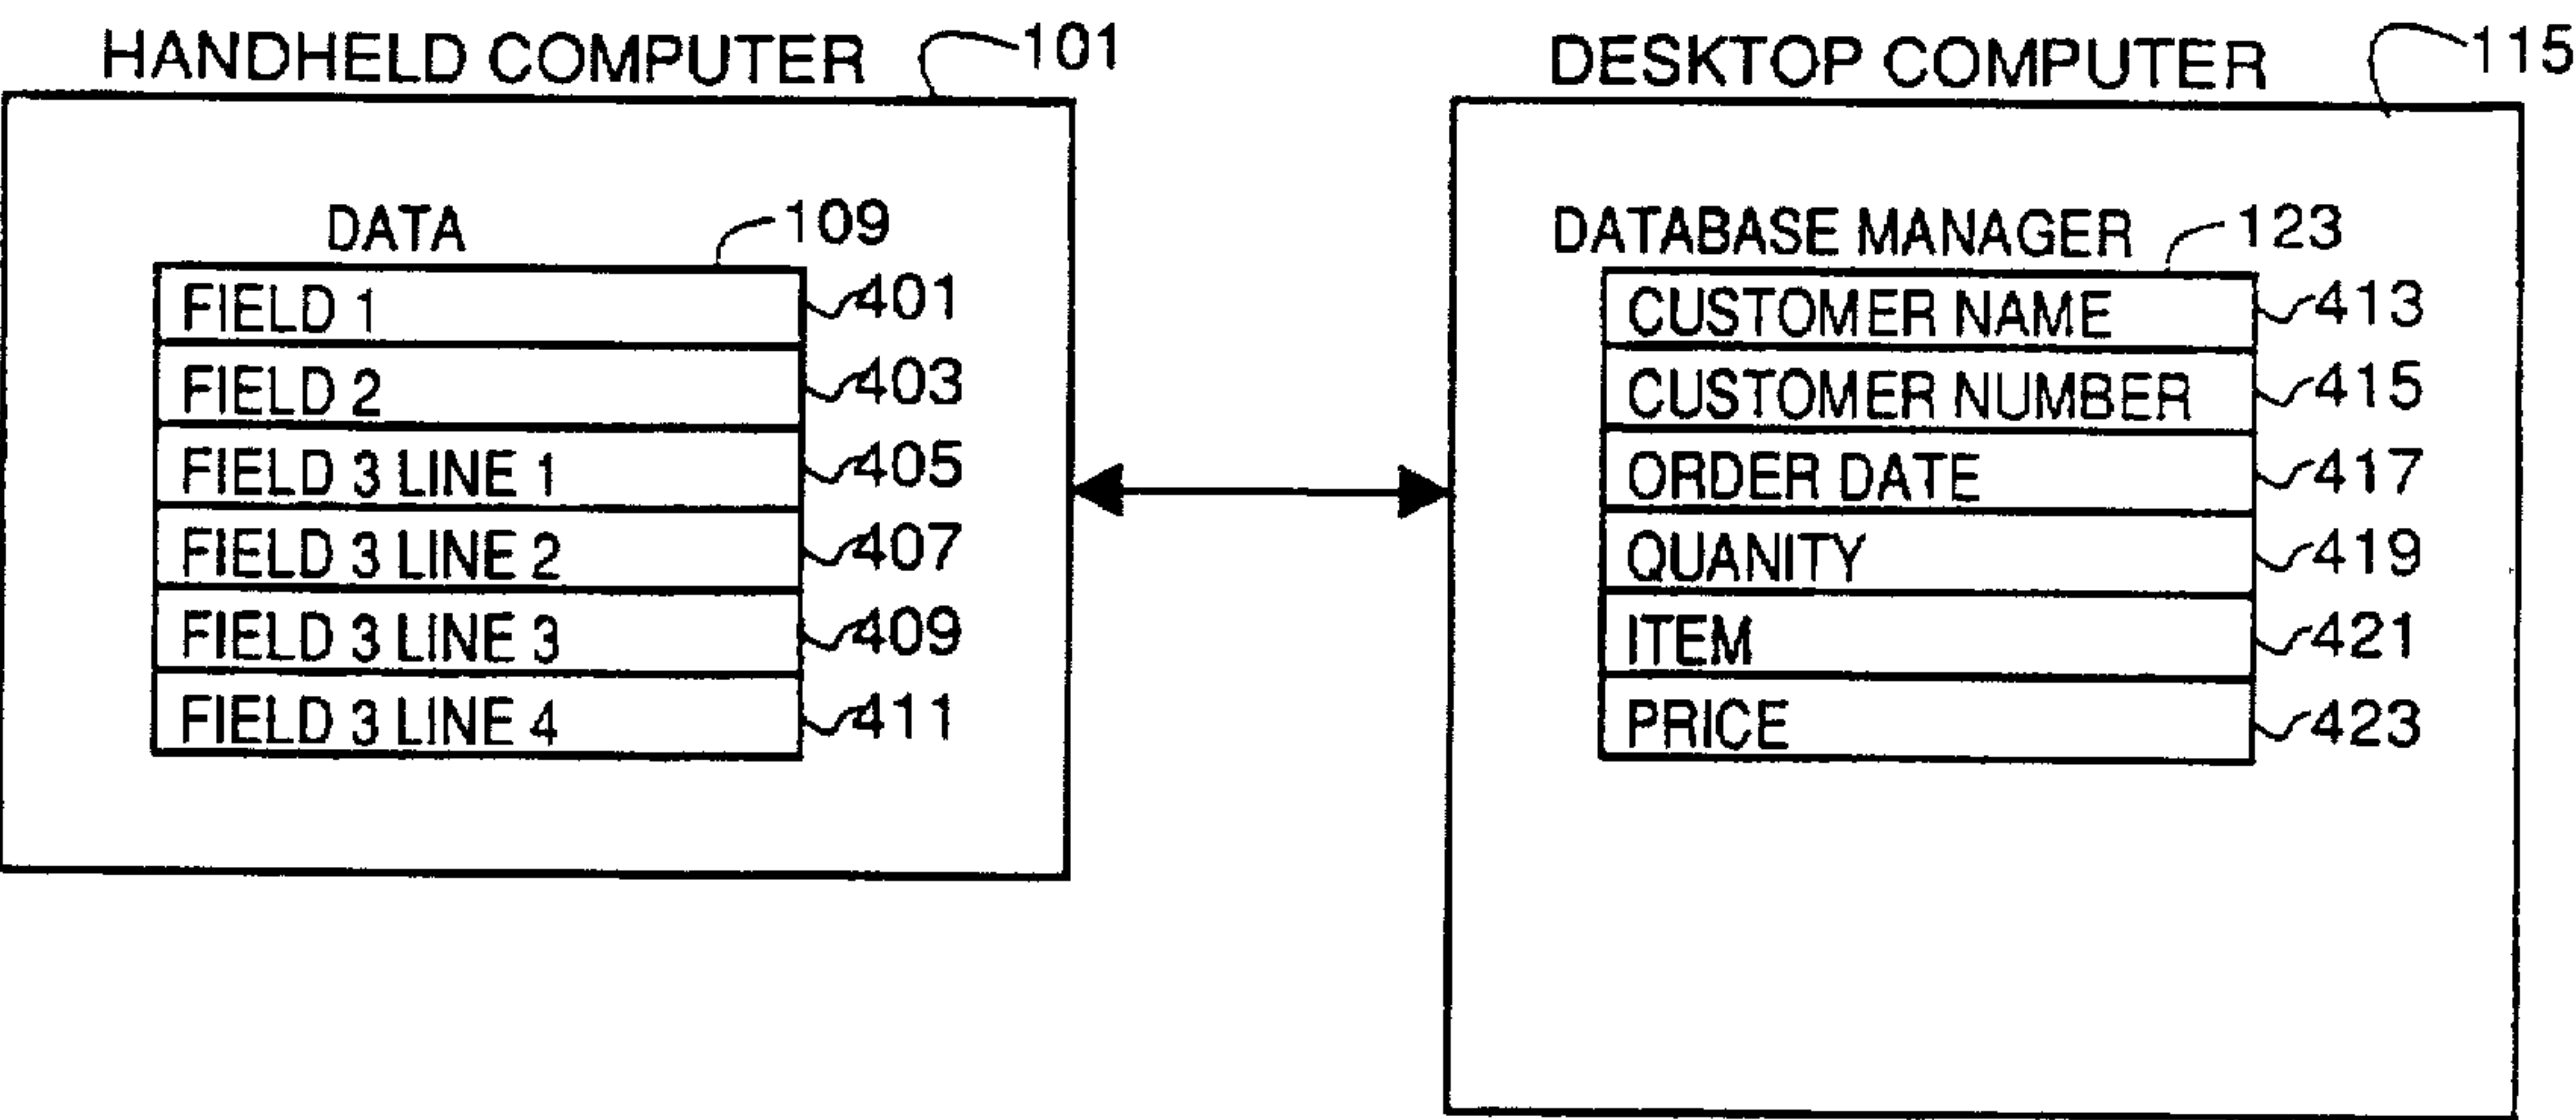 HANDHELD COMPUTER 101
DATA 109
FIELD 1 401
FIELD 2 403
FIELD 3 LINE 1 405
FIELD 3 LINE 2 407
FIELD 3 LINE 3 409
FIELD 3 LINE 4 411
DESKTOP COMPUTER 115
DATABASE MANAGER 123
CUSTOMER NAME 413
CUSTOMER NUMBER 415
ORDER DATE 417
QUANITY 419
ITEM 421
PRICE 423